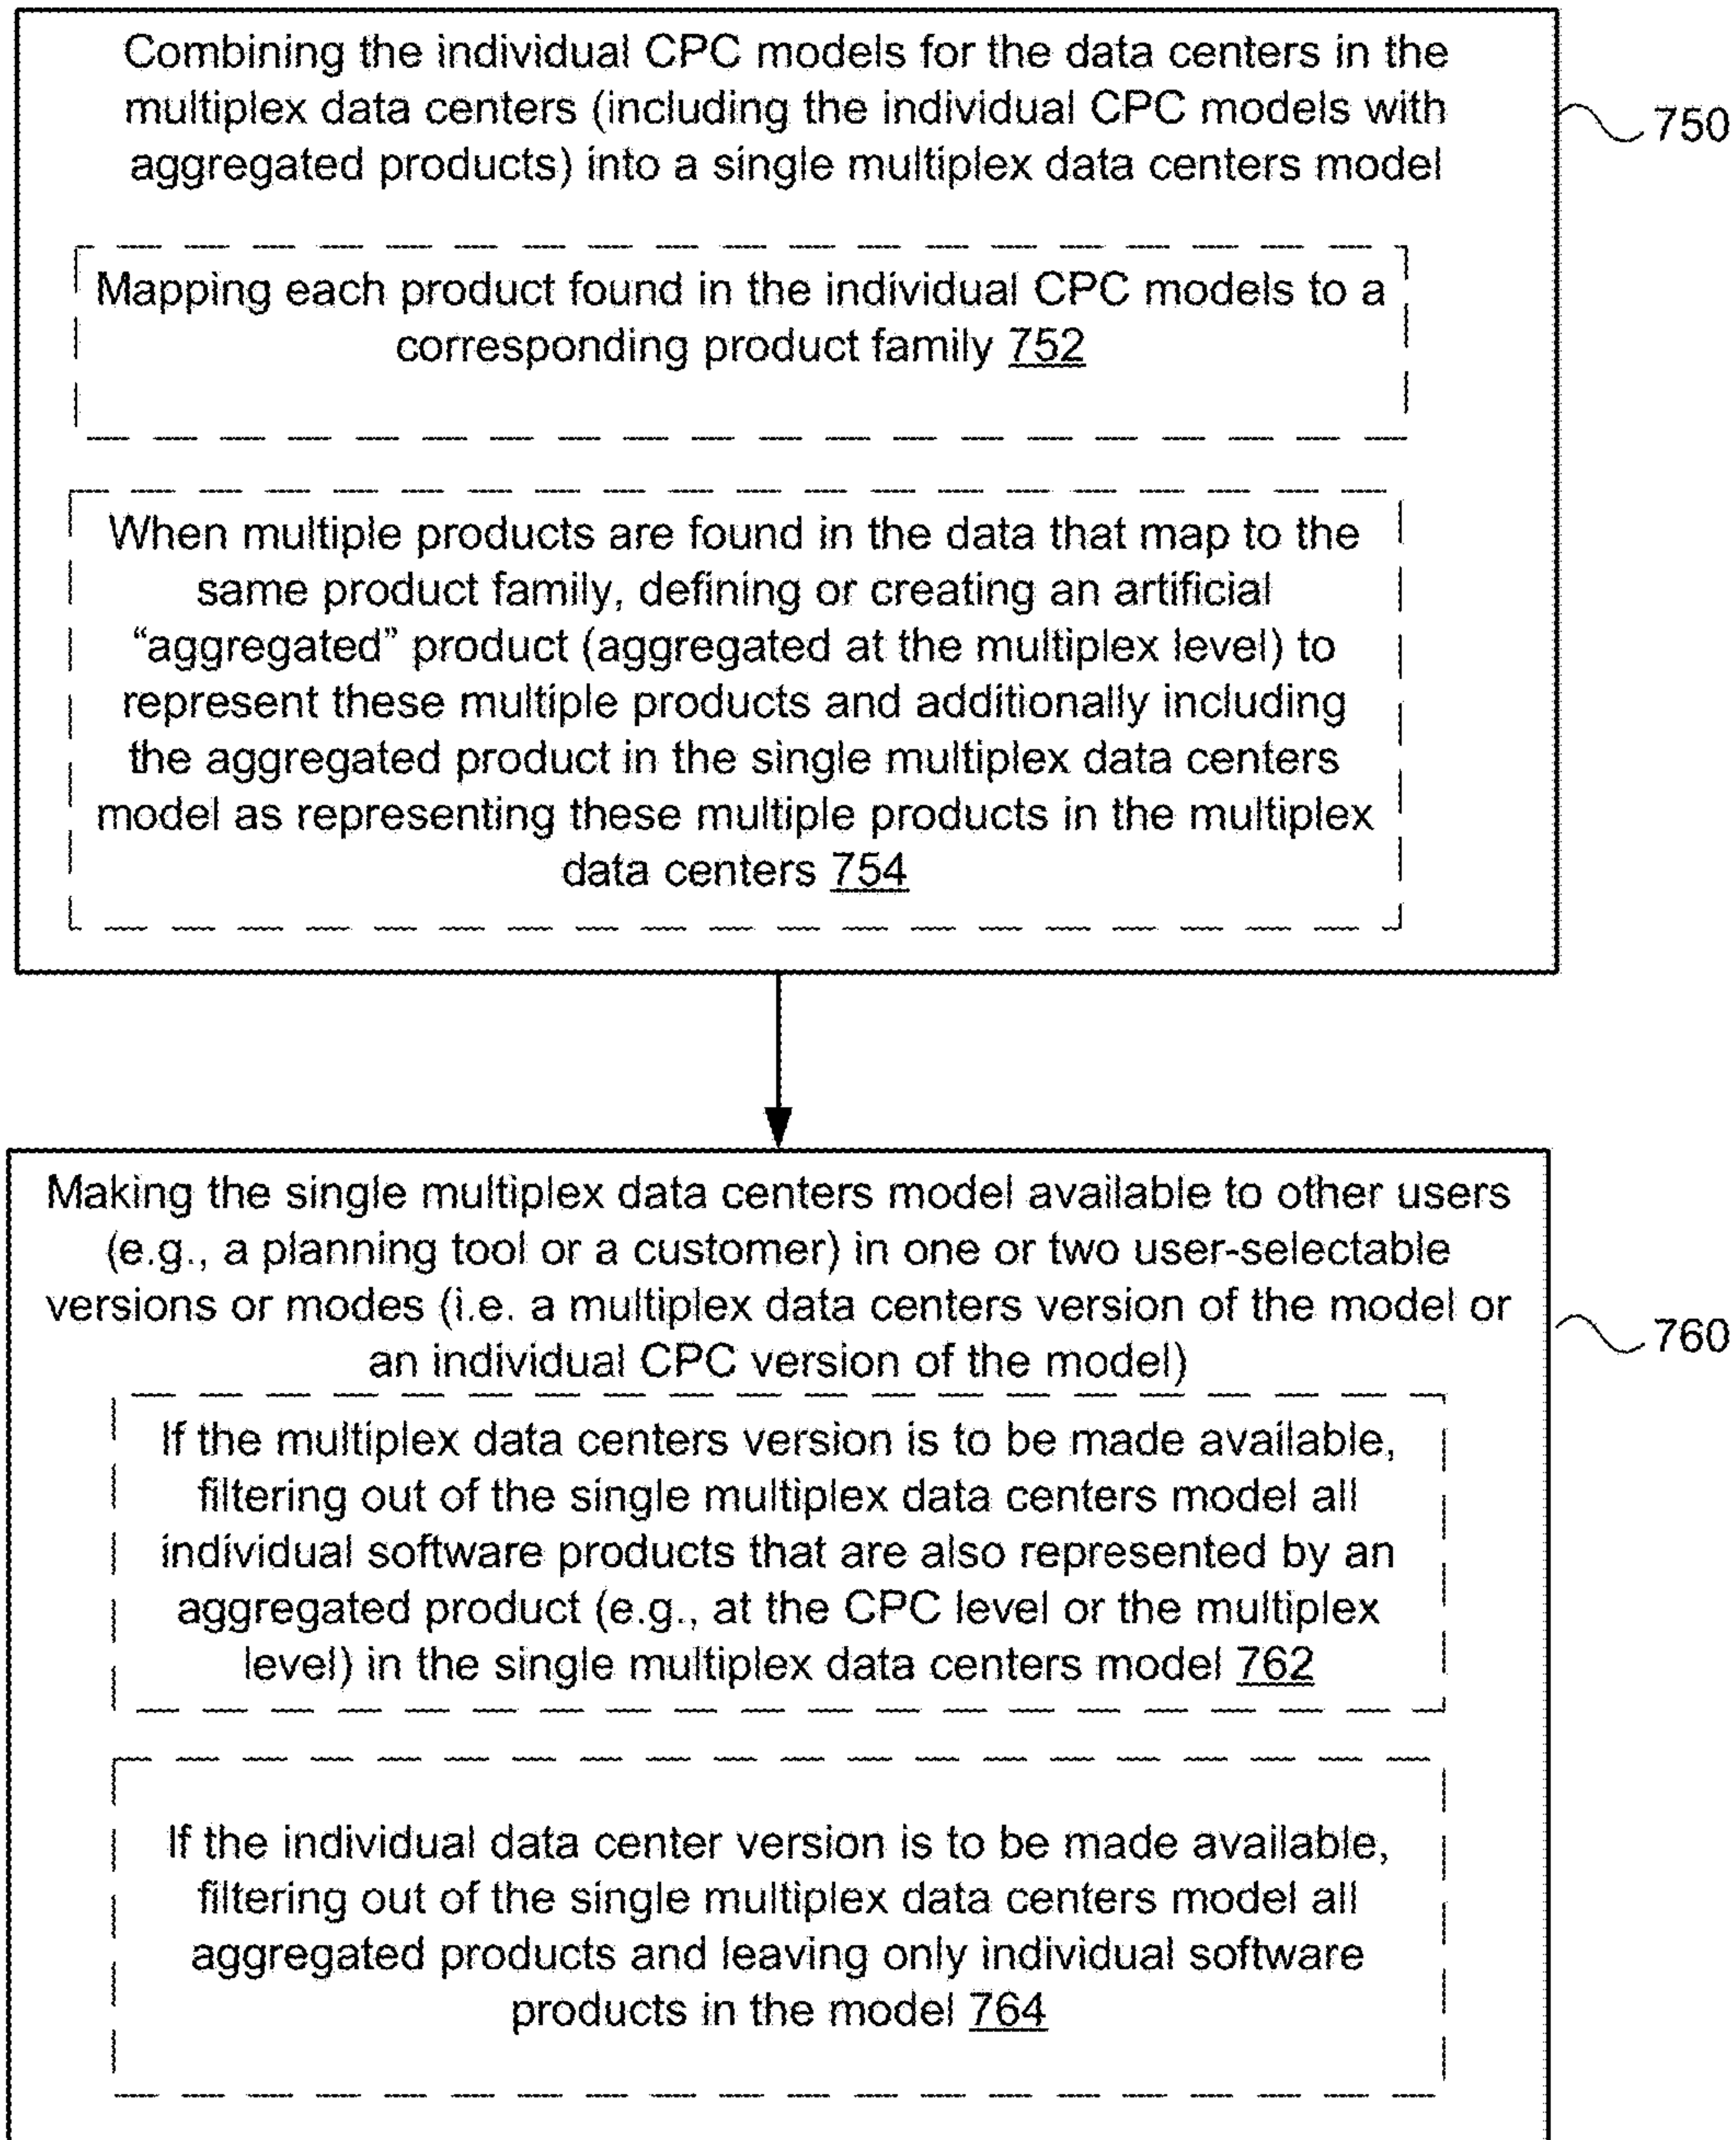 Combining the individual CPC models for the data centers in the
multiplex data centers (including the individual CPC models with
aggregated products) into a single multiplex data centers model
750
Mapping each product found in the individual CPC models to a
corresponding product family 752
When multiple products are found in the data that map to the
same product family, defining or creating an artificial
“aggregated” product (aggregated at the multiplex level) to
represent these multiple products and additionally including
the aggregated product in the single multiplex data centers
model as representing these multiple products in the multiplex
data centers 754
Making the single multiplex data centers model available to other users
(e.g., a planning tool or a customer) in one or two user-selectable
versions or modes (i.e. a multiplex data centers version of the model or
an individual CPC version of the model)
760
If the multiplex data centers version is to be made available,
filtering out of the single multiplex data centers model all
individual software products that are also represented by an
aggregated product (e.g., at the CPC level or the multiplex
level) in the single multiplex data centers model 762
If the individual data center version is to be made available,
filtering out of the single multiplex data centers model all
aggregated products and leaving only individual software
products in the model 764